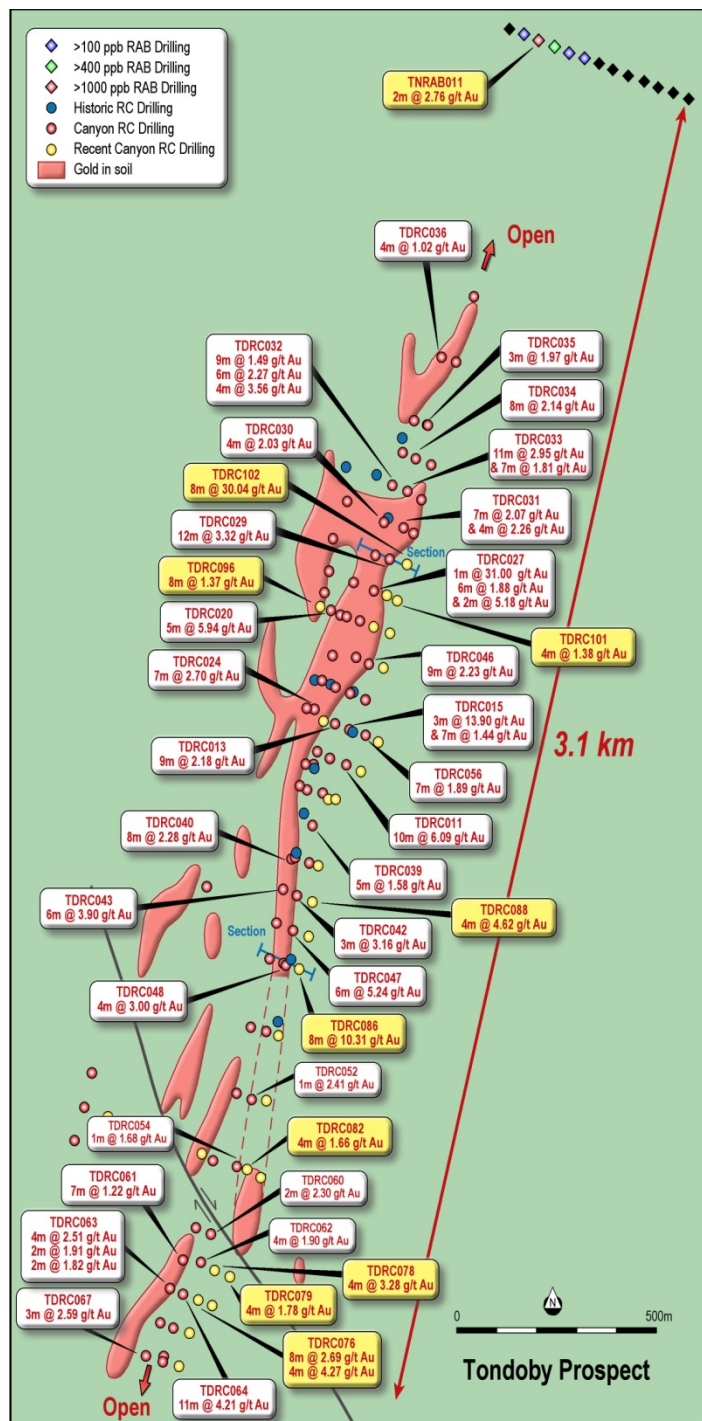 >100 ppb RAB Drilling
>400 ppb RAB Drilling
>1000 ppb RAB Drilling
Historic RC Drilling
Canyon RC Drilling
Recent Canyon RC Drilling
Gold in soil
TNRAB011
2m @ 2.76 g/t Au
TDRC036
4m @ 1.02 g/t Au
Open
TDRC032
9m @ 1.49 g/t Au
6m @ 2.27 g/t Au
4m @ 3.56 g/t Au
TDRC035
3m @ 1.97 g/t Au
TDRC034
8m @ 2.14 g/t Au
TDRC030
4m @ 2.03 g/t Au
TDRC033
11m @ 2.95 g/t Au
& 7m @ 1.81 g/t Au
TDRC102
8m @ 30.04 g/t Au
TDRC031
7m @ 2.07 g/t Au
& 4m @ 2.26 g/t Au
TDRC029
12m @ 3.32 g/t Au
Section
TDRC027
1m @ 31.00 g/t Au
6m @ 1.88 g/t Au
& 2m @ 5.18 g/t Au
TDRC096
8m @ 1.37 g/t Au
TDRC020
5m @ 5.94 g/t Au
TDRC101
4m @ 1.38 g/t Au
TDRC024
7m @ 2.70 g/t Au
TDRC046
9m @ 2.23 g/t Au
TDRC015
3m @ 13.90 g/t Au
& 7m @ 1.44 g/t Au
3.1 km
TDRC013
9m @ 2.18 g/t Au
TDRC056
7m @ 1.89 g/t Au
TDRC011
10m @ 6.09 g/t Au
TDRC040
8m @ 2.28 g/t Au
TDRC039
5m @ 1.58 g/t Au
TDRC043
6m @ 3.90 g/t Au
TDRC088
4m @ 4.62 g/t Au
TDRC042
3m @ 3.16 g/t Au
Section
TDRC047
6m @ 5.24 g/t Au
TDRC048
4m @ 3.00 g/t Au
TDRC086
8m @ 10.31 g/t Au
TDRC052
1m @ 2.41 g/t Au
TDRC054
1m @ 1.68 g/t Au
TDRC082
4m @ 1.66 g/t Au
TDRC061
7m @ 1.22 g/t Au
TDRC060
2m @ 2.30 g/t Au
TDRC063
4m @ 2.51 g/t Au
2m @ 1.91 g/t Au
2m @ 1.82 g/t Au
TDRC062
4m @ 1.90 g/t Au
TDRC078
4m @ 3.28 g/t Au
TDRC079
4m @ 1.78 g/t Au
TDRC067
3m @ 2.59 g/t Au
TDRC076
8m @ 2.69 g/t Au
4m @ 4.27 g/t Au
TDRC064
11m @ 4.21 g/t Au
Open
N
0 500m
Tondoby Prospect